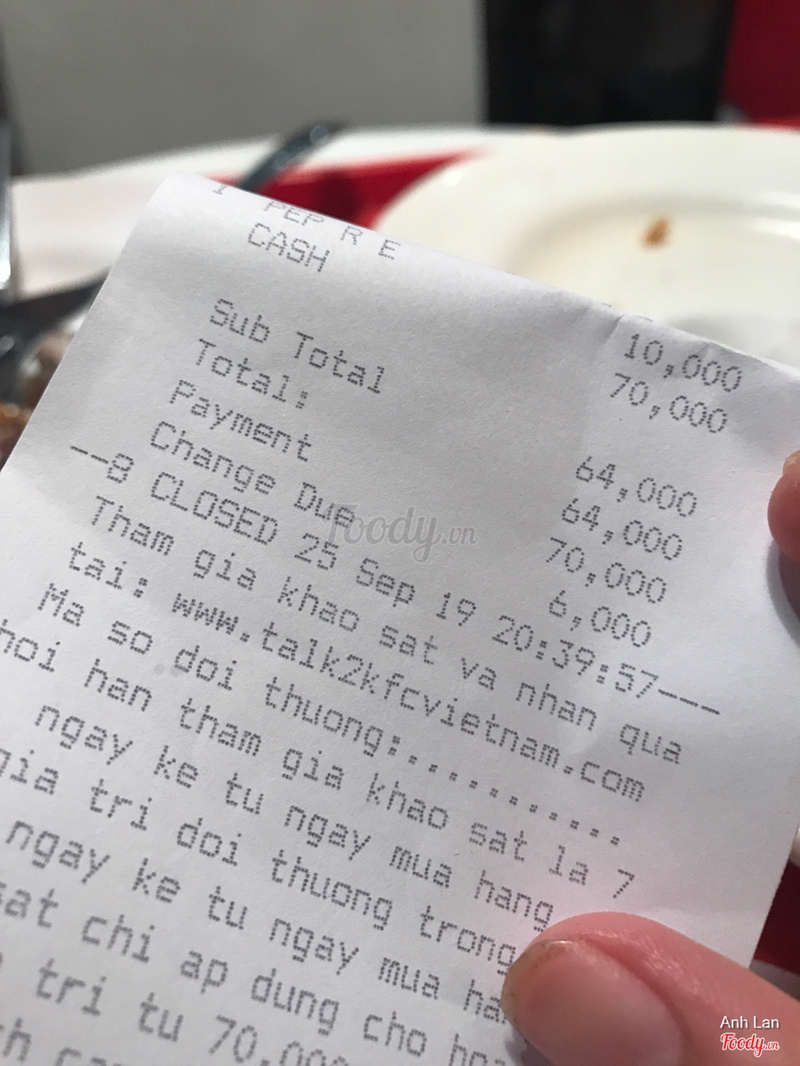 1 PEP R E 10,000
CASH 70,000
Sub Total 64,000
Total: 64,000
Payment 70,000
Change Due 6,000
--8 CLOSED 25 Sep 19 20:39:57---
Tham gia khao sat va nhan qua
tai: www.talk2kfcvietnam.com
Ma so doi thuong:............
hoi han tham gia khao sat la 7
ngay ke tu ngay mua hang
gia tri doi thuong trong
ngay ke tu ngay mua
sat chi ap dung cho
tri tu 70,000
Foody.vn
Anh Lan
Foody.vn